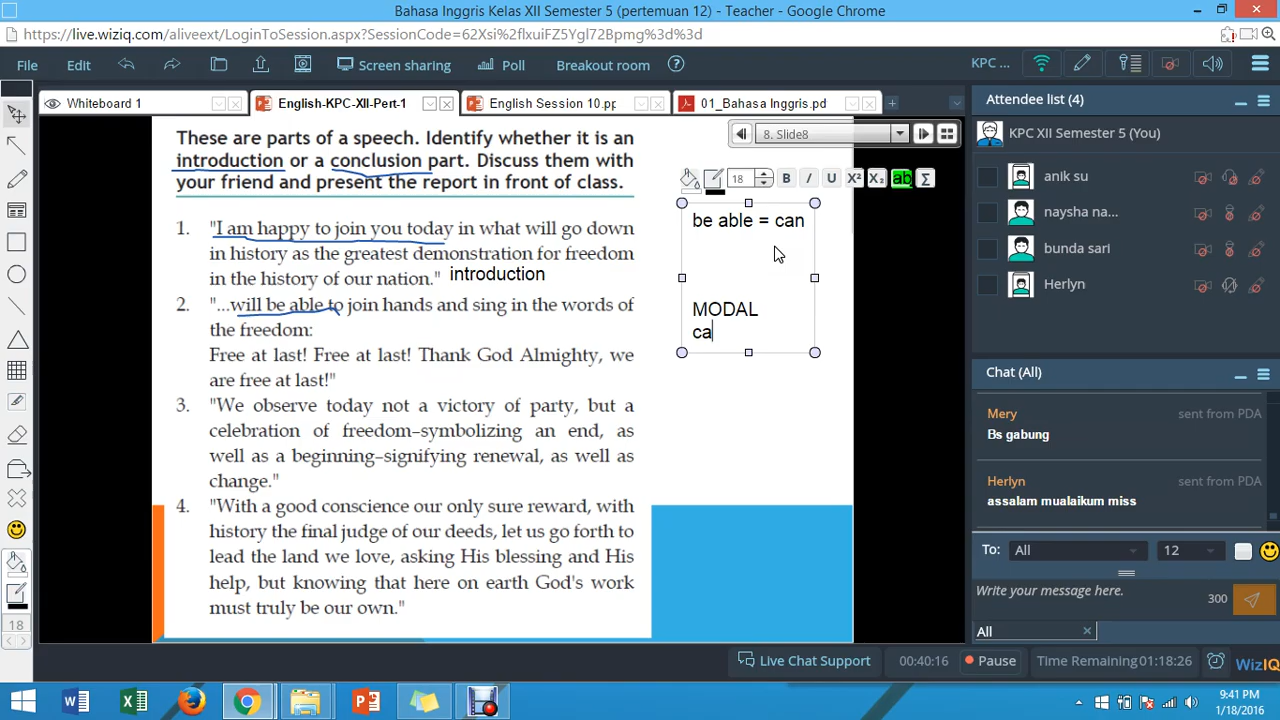 Bahasa Inggris Kelas XII Semester 5 (pertemuan 12) - Teacher - Google Chrome
https://live.wiziq.com/aliveext/LoginToSession.aspx?SessionCode=62Xsi%2flxuiFZ5Ygl72Bpmg%3d%3d
File Edit Screen sharing Poll Breakout room KPC ...
Whiteboard 1 English-KPC-XII-Pert-1 English Session 10.pp 01_Bahasa Inggris.pd
8. Slide8
These are parts of a speech. Identify whether it is an
introduction or a conclusion part. Discuss them with
your friend and present the report in front of class.
1. "I am happy to join you today in what will go down
in history as the greatest demonstration for freedom
in the history of our nation." introduction
2. "...will be able to join hands and sing in the words of
the freedom:
Free at last! Free at last! Thank God Almighty, we
are free at last!"
3. "We observe today not a victory of party, but a
celebration of freedom–symbolizing an end, as
well as a beginning–signifying renewal, as well as
change."
4. "With a good conscience our only sure reward, with
history the final judge of our deeds, let us go forth to
lead the land we love, asking His blessing and His
help, but knowing that here on earth God's work
must truly be our own."
18 B I U X² X₂ ab Σ
be able = can
MODAL
ca
18
Attendee list (4)
KPC XII Semester 5 (You)
anik su
naysha na...
bunda sari
Herlyn
Chat (All)
Mery sent from PDA
Bs gabung
Herlyn sent from PDA
assalam mualaikum miss
To: All 12
Write your message here.
300
All
Live Chat Support 00:40:16 Pause Time Remaining 01:18:26 WizIQ
9:41 PM
1/18/2016